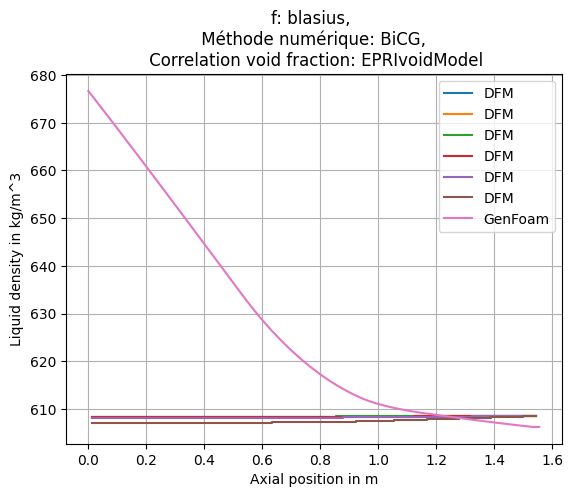 f: blasius,
Méthode numérique: BiCG,
Correlation void fraction: EPRIvoidModel
680
670
660
650
640
630
620
610
Liquid density in kg/m^3
DFM
DFM
DFM
DFM
DFM
DFM
GenFoam
0.0 0.2 0.4 0.6 0.8 1.0 1.2 1.4 1.6
Axial position in m